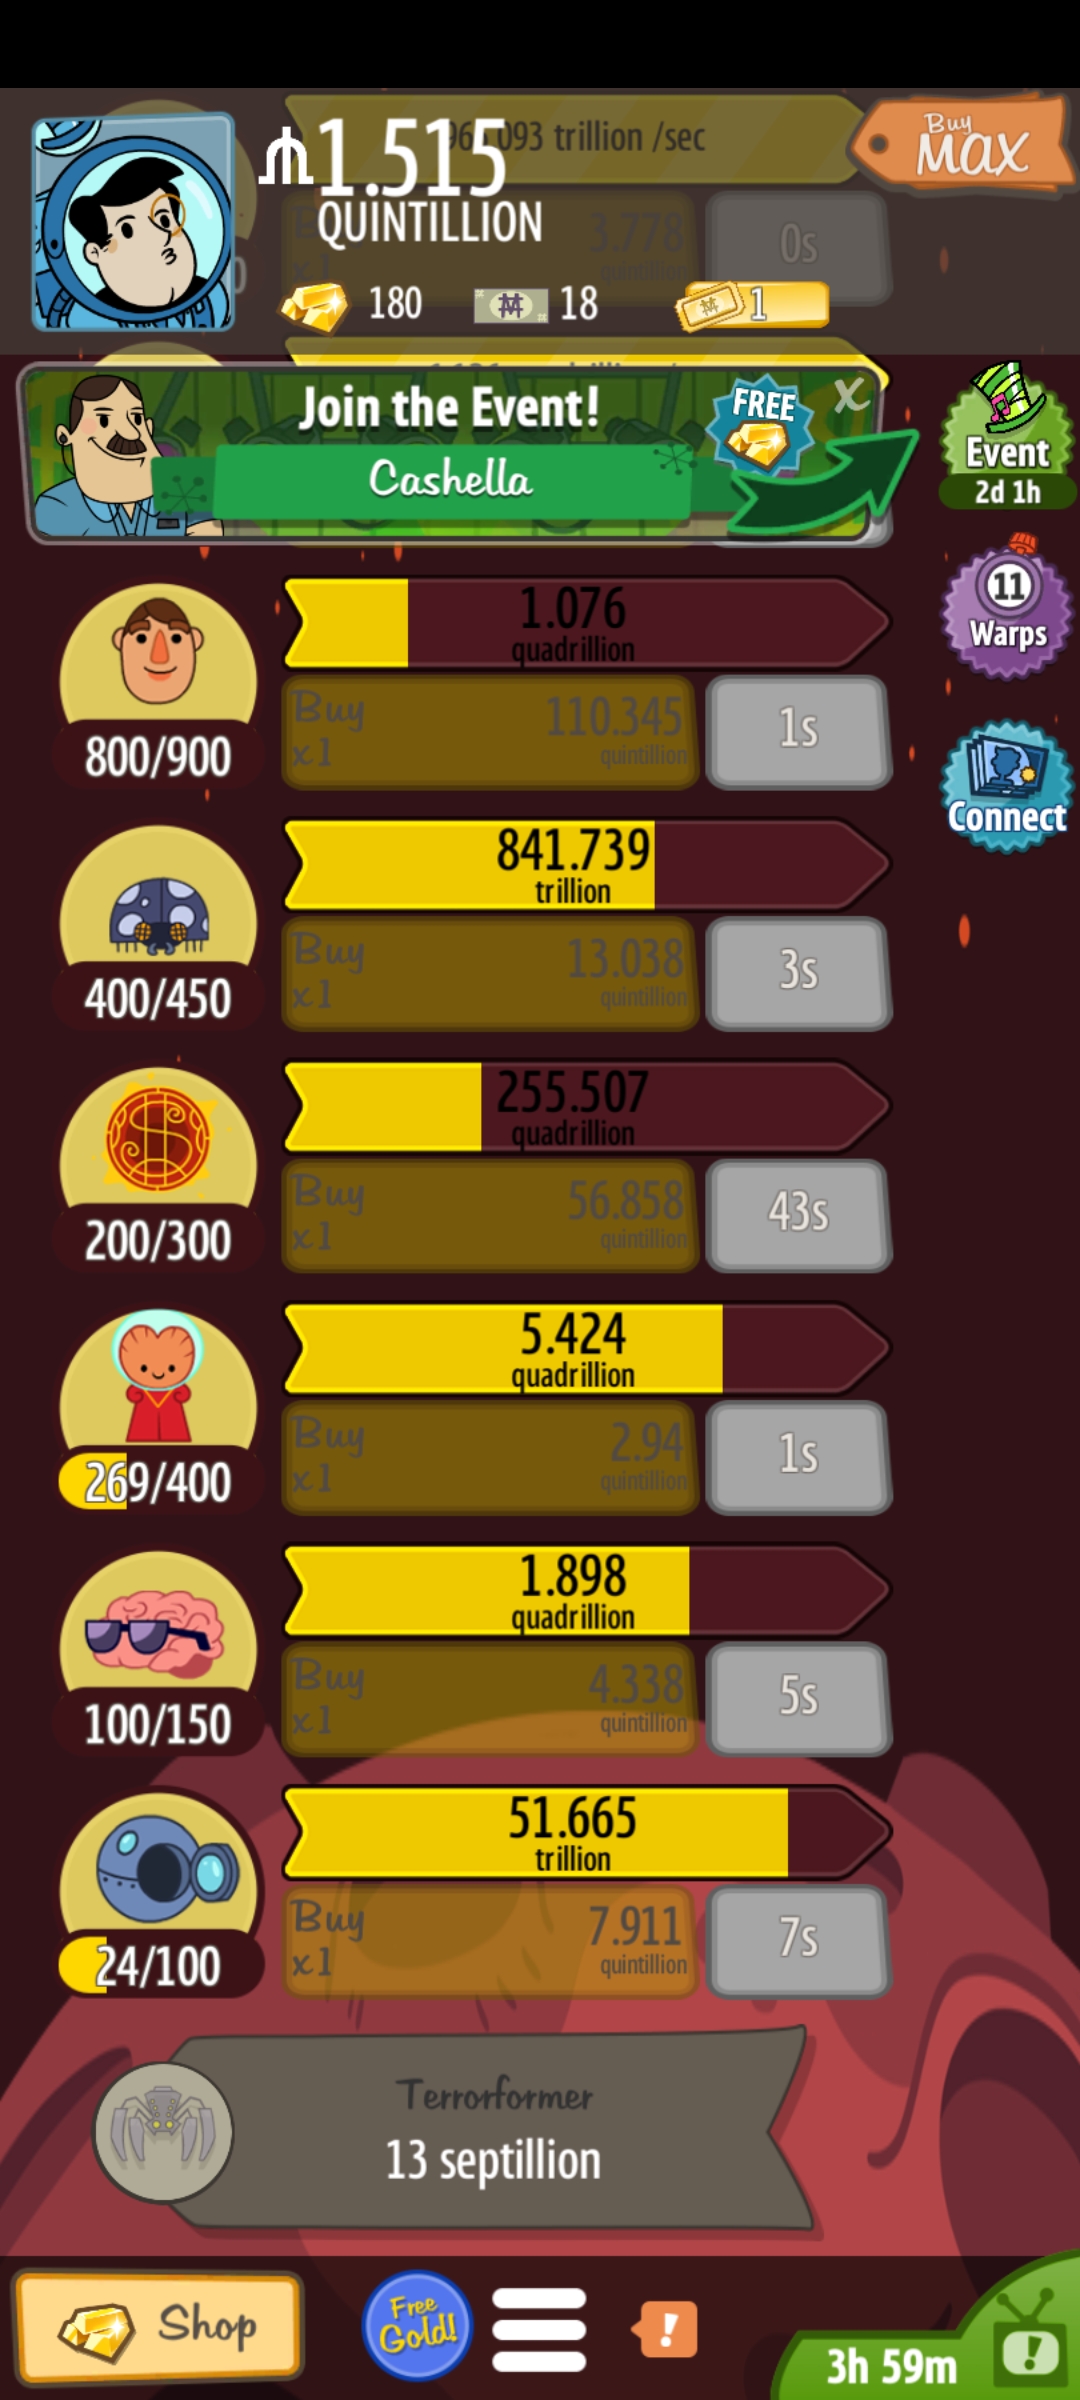 1.515
093 trillion /sec
QUINTILLION
Buy
MAX
3.778
quintillion
x1
0s
180
18
1
Join the Event!
FREE
X
Cashella
Event
2d 1h
1.076
quadrillion
Buy
x1
110.345
quintillion
1s
800/900
11
Warps
Connect
841.739
trillion
Buy
x1
13.038
quintillion
3s
400/450
255.507
quadrillion
Buy
x1
56.858
quintillion
43s
200/300
5.424
quadrillion
Buy
x1
2.94
quintillion
1s
269/400
1.898
quadrillion
Buy
x1
4.338
quintillion
5s
100/150
51.665
trillion
Buy
x1
7.911
quintillion
7s
24/100
Terrorformer
13 septillion
Shop
Free
Gold!
!
3h 59m
!